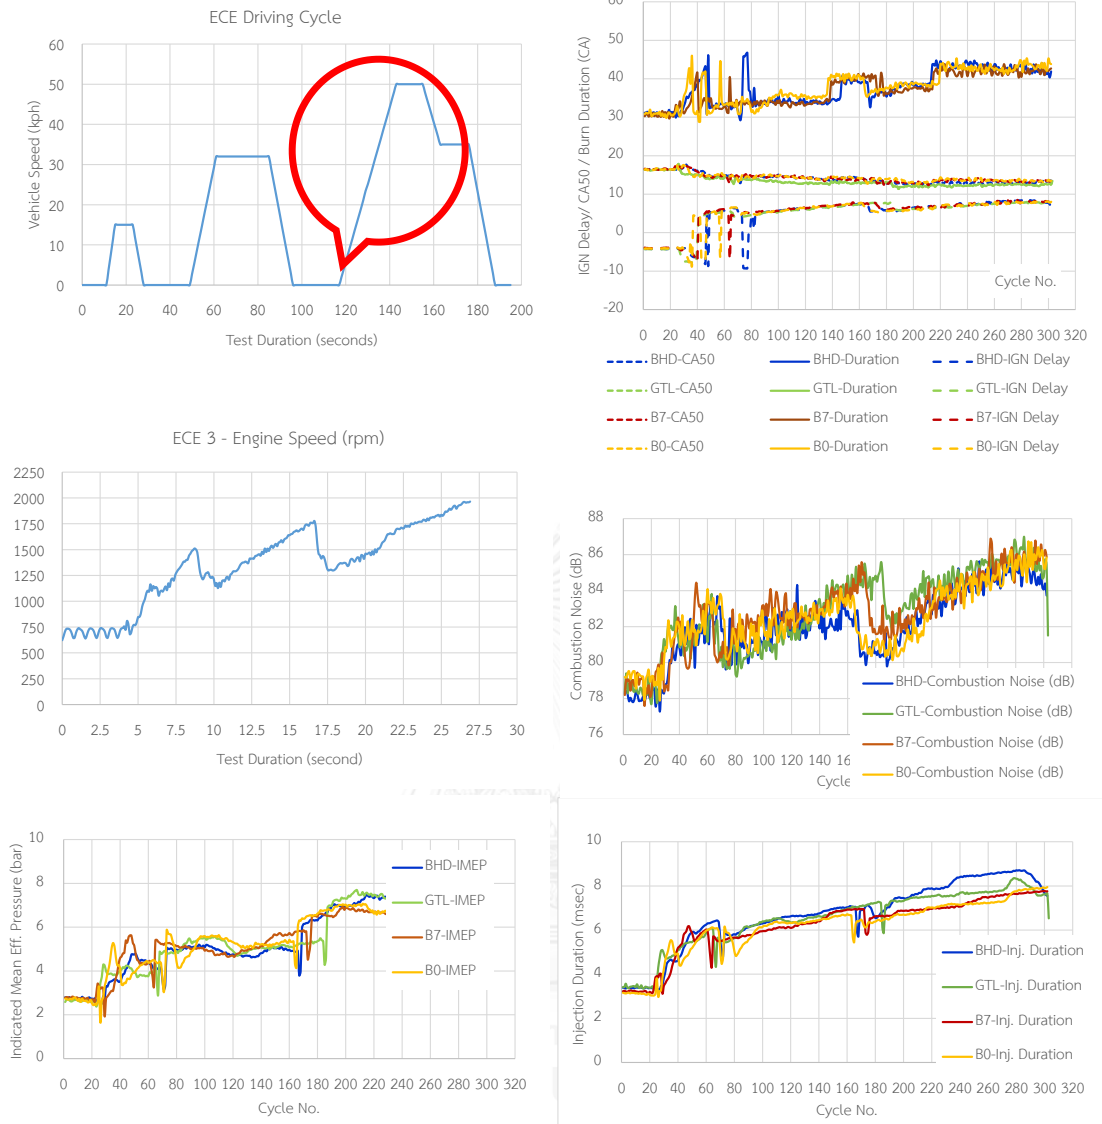 ECE Driving Cycle
Vehicle Speed (kph)
60
50
40
30
20
10
0
0 20 40 60 80 100 120 140 160 180 200
Test Duration (seconds)
IGN Delay/ CA50 / Burn Duration (CA)
60
50
40
30
20
10
0
-10
-20
Cycle No.
0 20 40 60 80 100 120 140 160 180 200 220 240 260 280 300 320
BHD-CA50 BHD-Duration BHD-IGN Delay
GTL-CA50 GTL-Duration GTL-IGN Delay
B7-CA50 B7-Duration B7-IGN Delay
B0-CA50 B0-Duration B0-IGN Delay
ECE 3 - Engine Speed (rpm)
2250
2000
1750
1500
1250
1000
750
500
250
0
0 2.5 5 7.5 10 12.5 15 17.5 20 22.5 25 27.5 30
Test Duration (second)
Combustion Noise (dB)
88
86
84
82
80
78
76
0 20 40 60 80 100 120 140 16
Cycle
BHD-Combustion Noise (dB)
GTL-Combustion Noise (dB)
B7-Combustion Noise (dB)
B0-Combustion Noise (dB)
Indicated Mean Eff. Pressure (bar)
10
8
6
4
2
0
0 20 40 60 80 100 120 140 160 180 200 220 240 260 280 300 320
Cycle No.
BHD-IMEP
GTL-IMEP
B7-IMEP
B0-IMEP
Injection Duration (msec)
10
8
6
4
2
0
0 20 40 60 80 100 120 140 160 180 200 220 240 260 280 300 320
Cycle No.
BHD-Inj. Duration
GTL-Inj. Duration
B7-Inj. Duration
B0-Inj. Duration